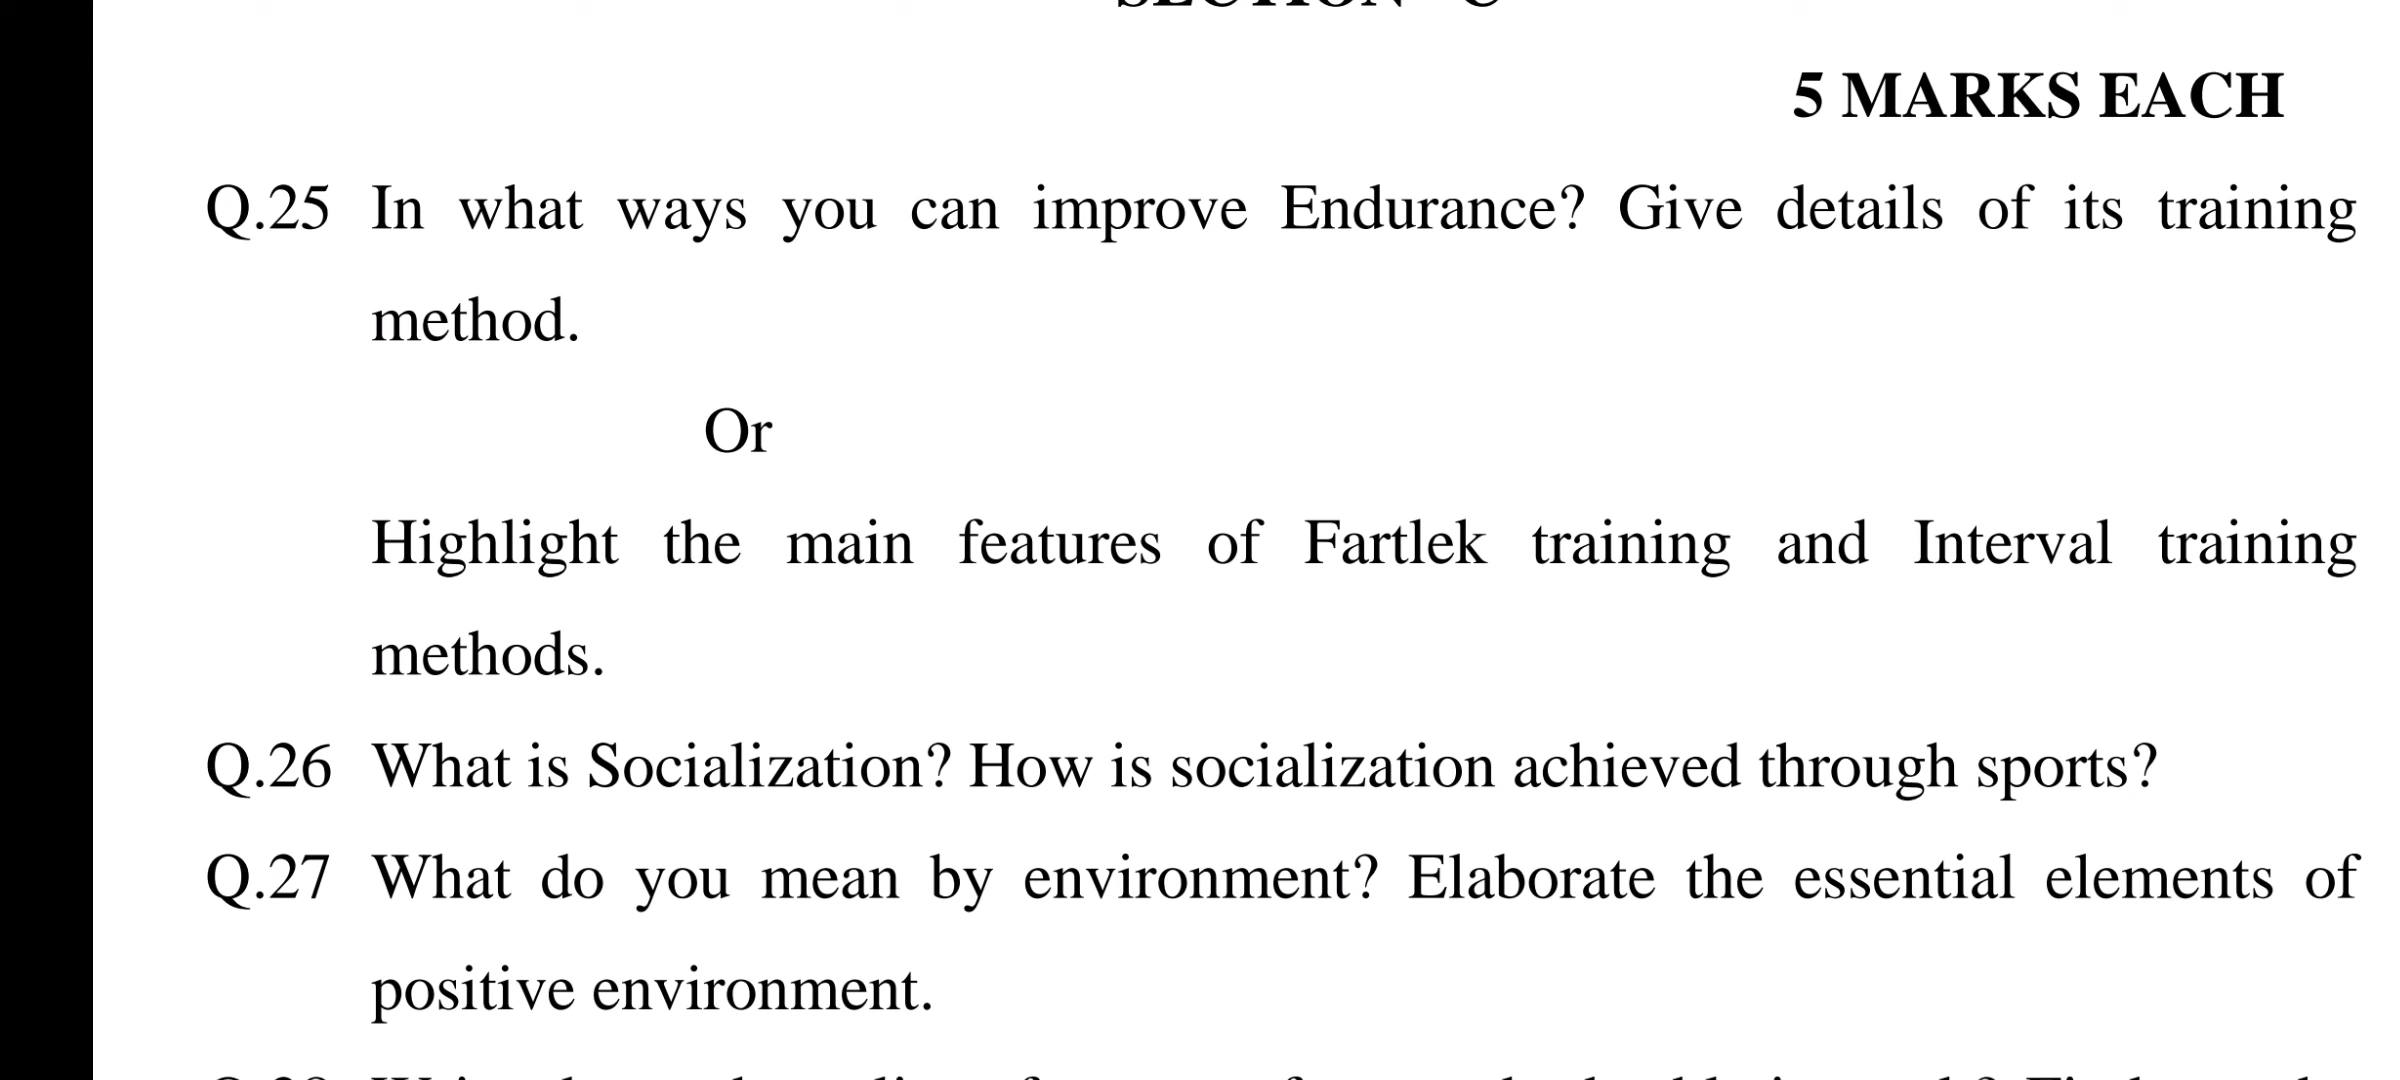 5 MARKS EACH
Q.25 In what ways you can improve Endurance? Give details of its training
method.
Or
Highlight the main features of Fartlek training and Interval training
methods.
Q.26 What is Socialization? How is socialization achieved through sports?
Q.27 What do you mean by environment? Elaborate the essential elements of
positive environment.